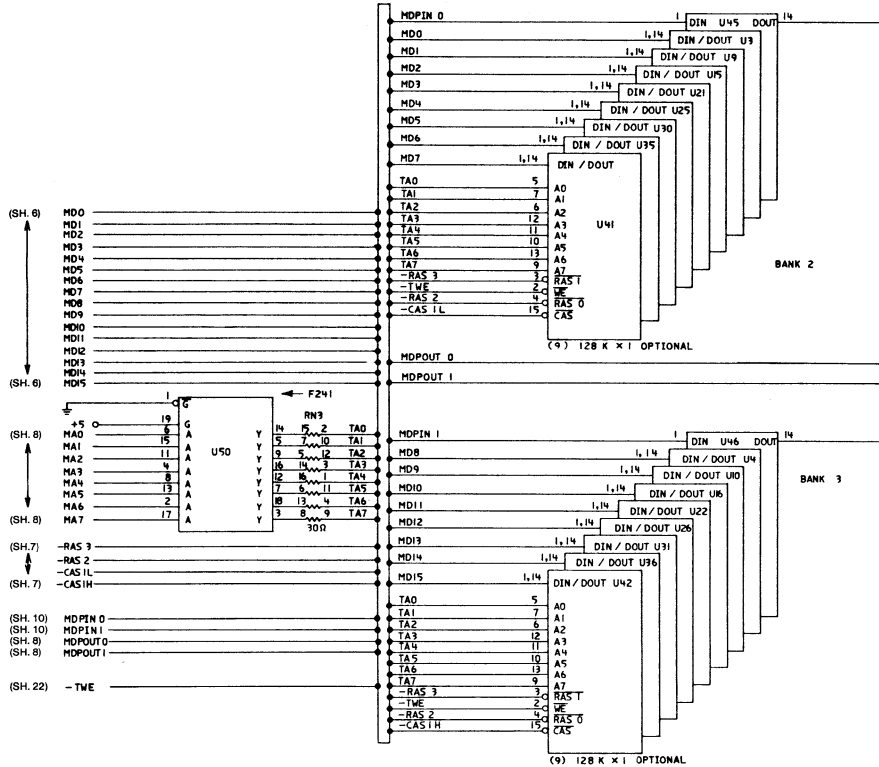 MDPIN 0 1 DIN U45 DOUT 14
MD0 1,14 DIN / DOUT U3
MD1 1,14 DIN / DOUT U9
MD2 1,14 DIN / DOUT U15
MD3 1,14 DIN / DOUT U21
MD4 1,14 DIN / DOUT U25
MD5 1,14 DIN / DOUT U30
MD6 1,14 DIN / DOUT U35
MD7 1,14 DIN / DOUT
U41
TA0 5 A0
TA1 7 A1
TA2 6 A2
TA3 12 A3
TA4 11 A4
TA5 10 A5
TA6 13 A6
TA7 9 A7
-RAS 3 3 RAS 1
-TWE 2 WE
-RAS 2 4 RAS 0
-CAS 1L 15 CAS
BANK 2
(9) 128 K × 1 OPTIONAL
MDPOUT 0
MDPOUT 1
(SH. 6) MD0
MD1
MD2
MD3
MD4
MD5
MD6
MD7
MD8
MD9
MD10
MD11
MD12
MD13
MD14
(SH. 6) MD15
F241
1 G
+5 19 G
RN3
U50
(SH. 8) MA0 6 A Y 14 15 2 TA0
MA1 15 A Y 5 7 10 TA1
MA2 11 A Y 9 5 12 TA2
MA3 4 A Y 16 14 3 TA3
MA4 8 A Y 12 16 1 TA4
MA5 13 A Y 7 6 11 TA5
MA6 2 A Y 18 13 4 TA6
(SH. 8) MA7 17 A Y 3 8 9 TA7
30Ω
(SH.7) -RAS 3
-RAS 2
-CAS1L
(SH. 7) -CAS1H
(SH. 10) MDPIN 0
(SH. 10) MDPIN 1
(SH. 8) MDPOUT0
(SH. 8) MDPOUT1
(SH. 22) -TWE
MDPIN 1 1 DIN U46 DOUT 14
MD8 1,14 DIN / DOUT U4
MD9 1,14 DIN / DOUT U10
MD10 1,14 DIN / DOUT U16
MD11 1,14 DIN / DOUT U22
MD12 1,14 DIN / DOUT U26
MD13 1,14 DIN / DOUT U31
MD14 1,14 DIN / DOUT U36
MD15 1,14 DIN/DOUT U42
TA0 5 A0
TA1 7 A1
TA2 6 A2
TA3 12 A3
TA4 11 A4
TA5 10 A5
TA6 13 A6
TA7 9 A7
-RAS 3 3 RAS 1
-TWE 2 WE
-RAS 2 4 RAS 0
-CAS1H 15 CAS
BANK 3
(9) 128 K × 1 OPTIONAL